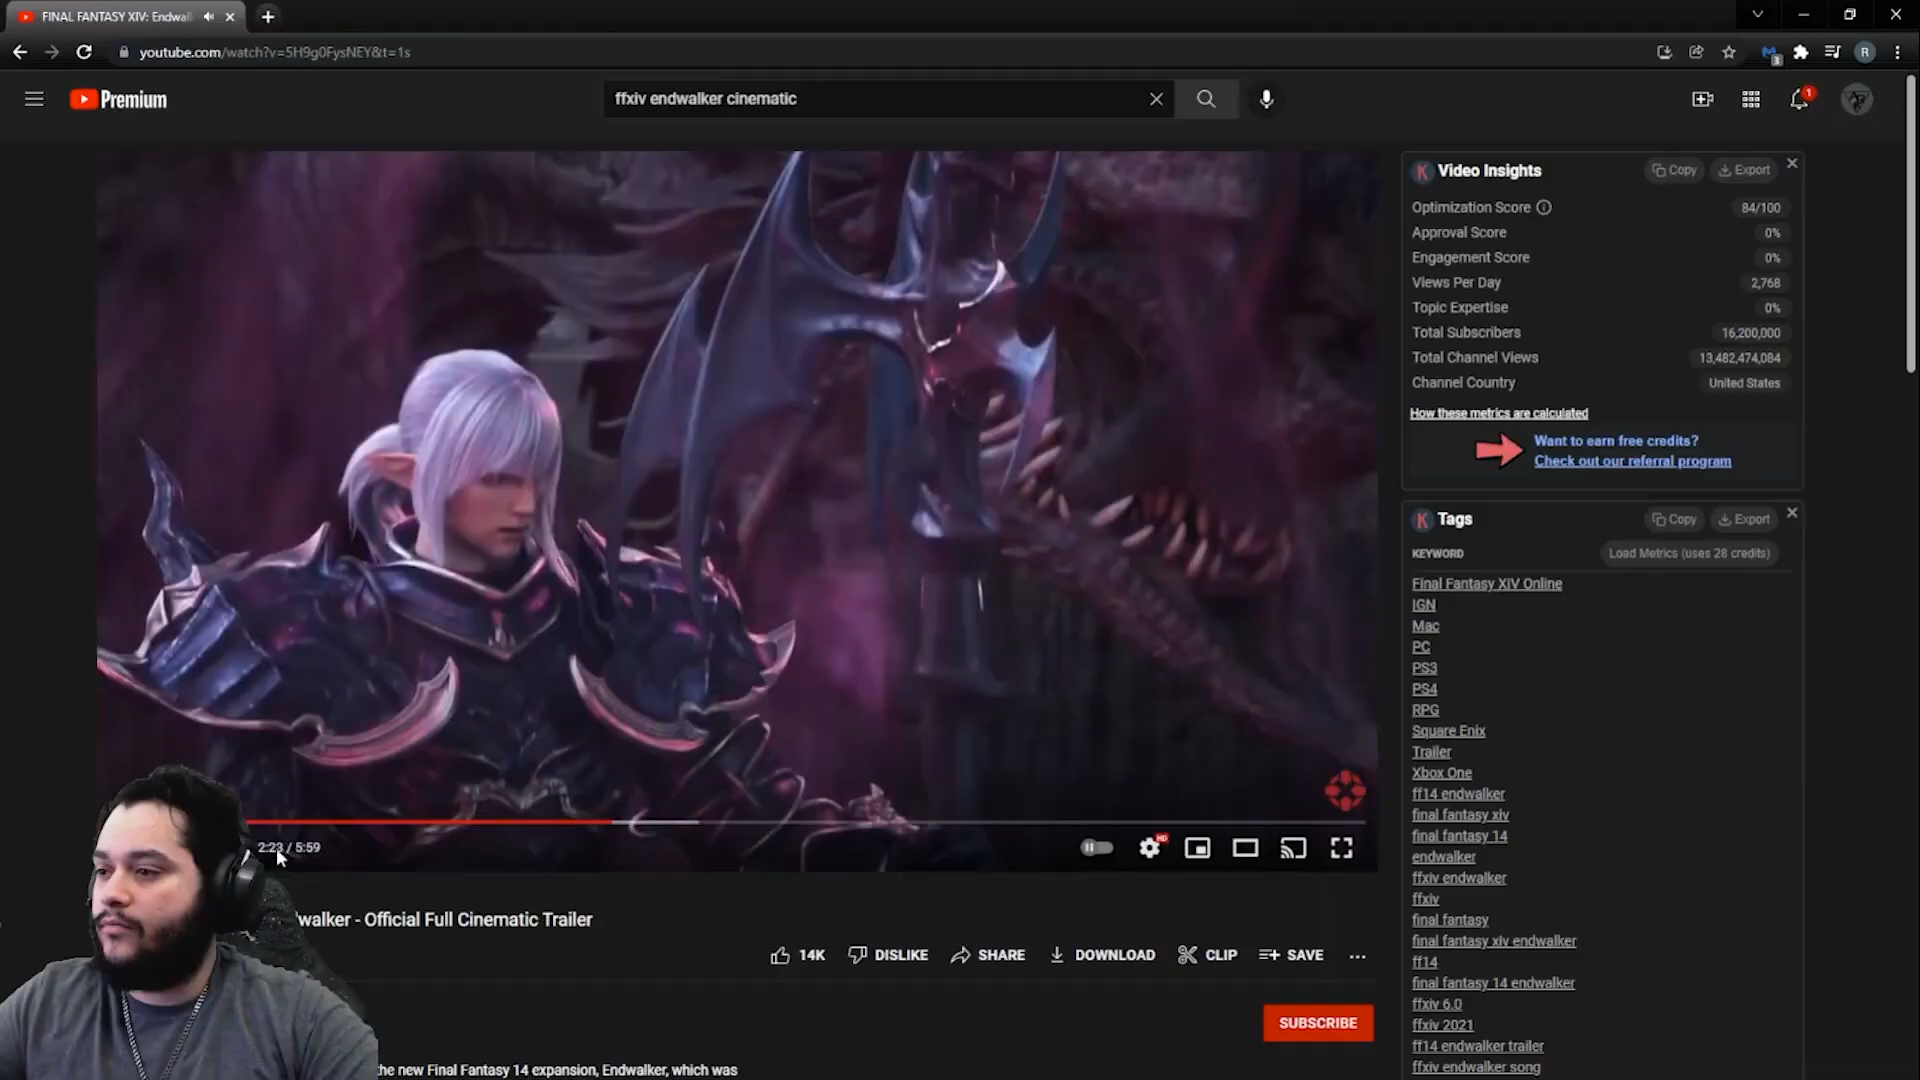 FINAL FANTASY XIV: Endwal
youtube.com/watch?v=5H9g0FysNEY&t=1s
3
R
Premium
ffxiv endwalker cinematic
1
Video Insights
Copy
Export
Optimization Score
84/100
Approval Score
0%
Engagement Score
0%
Views Per Day
2,768
Topic Expertise
0%
Total Subscribers
16,200,000
Total Channel Views
13,482,474,084
Channel Country
United States
How these metrics are calculated
Want to earn free credits?
Check out our referral program
K Tags
Copy
Export
KEYWORD
Load Metrics (uses 28 credits)
Final Fantasy XIV Online
IGN
Mac
PC
PS3
PS4
RPG
Square Enix
Trailer
Xbox One
ff14 endwalker
final fantasy xiv
final fantasy 14
endwalker
ffxiv endwalker
ffxiv
final fantasy
final fantasy xiv endwalker
ff14
final fantasy 14 endwalker
ffxiv 6.0
ffxiv 2021
ff14 endwalker trailer
ffxiv endwalker song
2:23 / 5:59
HD
walker - Official Full Cinematic Trailer
14K
DISLIKE
SHARE
DOWNLOAD
CLIP
SAVE
SUBSCRIBE
the new Final Fantasy 14 expansion, Endwalker, which was